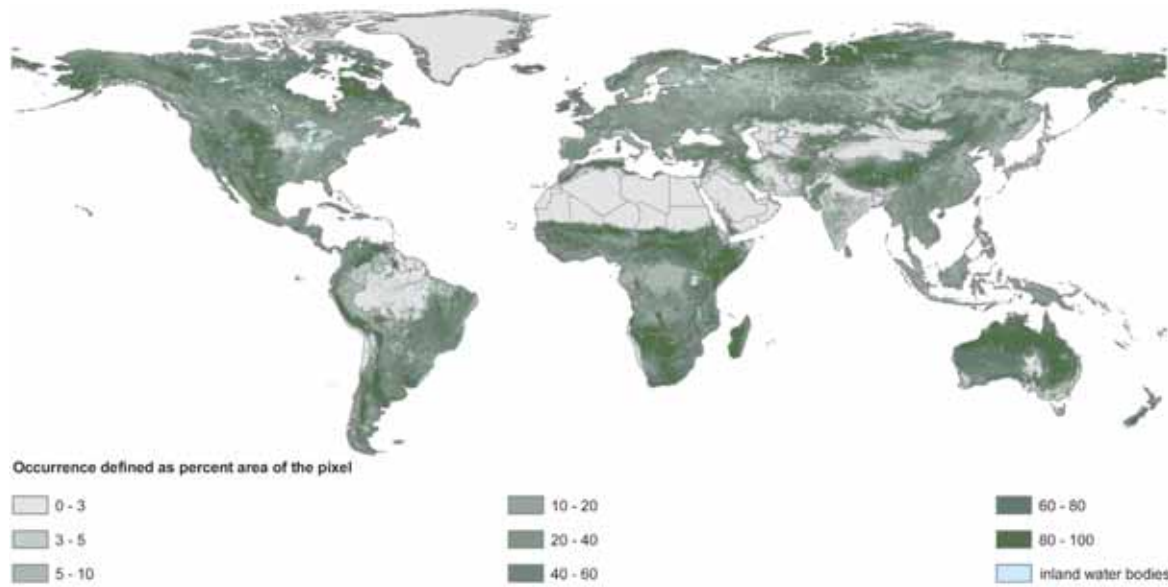 Occurrence defined as percent area of the pixel
0 - 3
3 - 5
5 - 10
10 - 20
20 - 40
40 - 60
60 - 80
80 - 100
inland water bodies